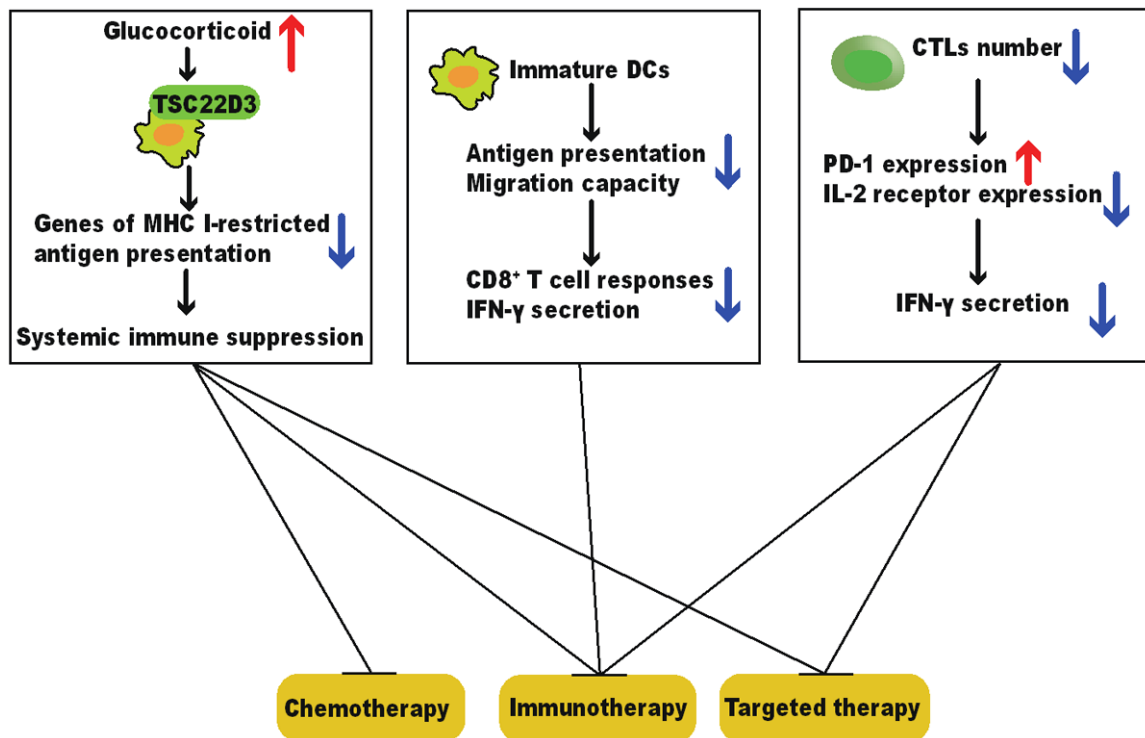 Glucocorticoid
TSC22D3
Genes of MHC I-restricted
antigen presentation
Systemic immune suppression
Immature DCs
Antigen presentation
Migration capacity
CD8⁺ T cell responses
IFN-γ secretion
CTLs number
PD-1 expression
IL-2 receptor expression
IFN-γ secretion
Chemotherapy
Immunotherapy
Targeted therapy